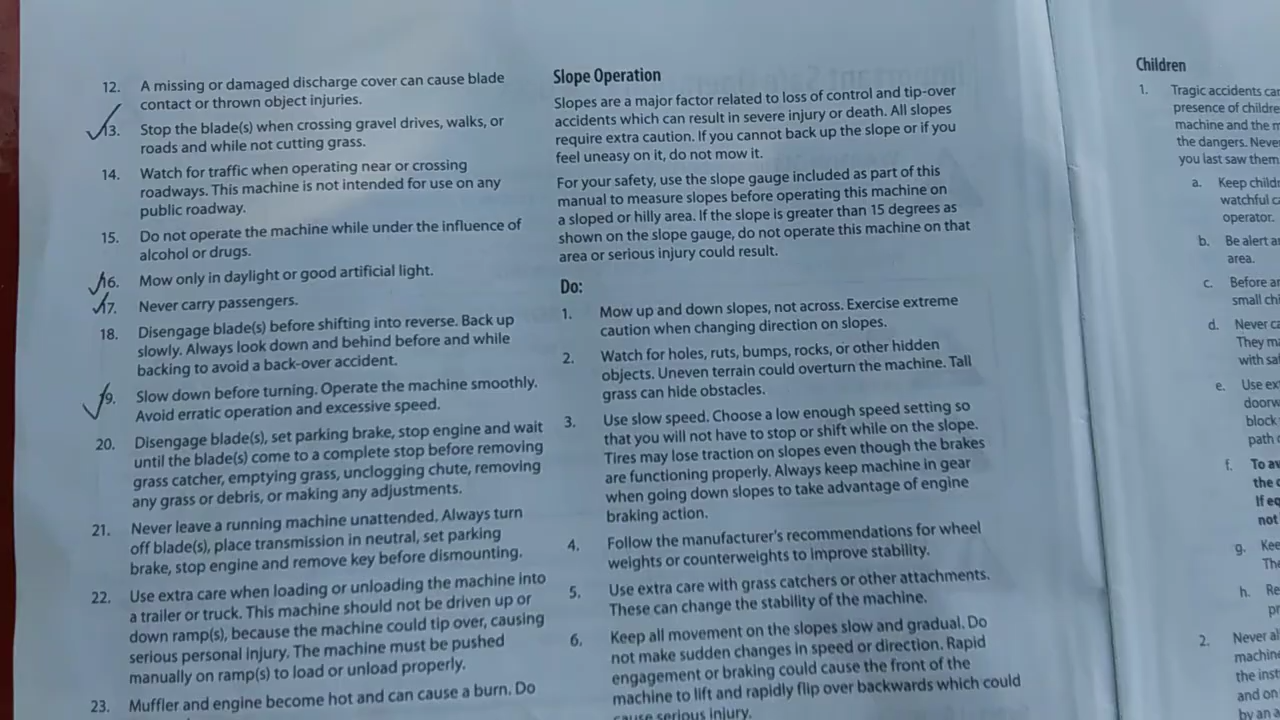 12. A missing or damaged discharge cover can cause blade
contact or thrown object injuries.
13. Stop the blade(s) when crossing gravel drives, walks, or
roads and while not cutting grass.
14. Watch for traffic when operating near or crossing
roadways. This machine is not intended for use on any
public roadway.
15. Do not operate the machine while under the influence of
alcohol or drugs.
16. Mow only in daylight or good artificial light.
17. Never carry passengers.
18. Disengage blade(s) before shifting into reverse. Back up
slowly. Always look down and behind before and while
backing to avoid a back-over accident.
19. Slow down before turning. Operate the machine smoothly.
Avoid erratic operation and excessive speed.
20. Disengage blade(s), set parking brake, stop engine and wait
until the blade(s) come to a complete stop before removing
grass catcher, emptying grass, unclogging chute, removing
any grass or debris, or making any adjustments.
21. Never leave a running machine unattended. Always turn
off blade(s), place transmission in neutral, set parking
brake, stop engine and remove key before dismounting.
22. Use extra care when loading or unloading the machine into
a trailer or truck. This machine should not be driven up or
down ramp(s), because the machine could tip over, causing
serious personal injury. The machine must be pushed
manually on ramp(s) to load or unload properly.
23. Muffler and engine become hot and can cause a burn. Do
Slope Operation
Slopes are a major factor related to loss of control and tip-over
accidents which can result in severe injury or death. All slopes
require extra caution. If you cannot back up the slope or if you
feel uneasy on it, do not mow it.
For your safety, use the slope gauge included as part of this
manual to measure slopes before operating this machine on
a sloped or hilly area. If the slope is greater than 15 degrees as
shown on the slope gauge, do not operate this machine on that
area or serious injury could result.
Do:
1. Mow up and down slopes, not across. Exercise extreme
caution when changing direction on slopes.
2. Watch for holes, ruts, bumps, rocks, or other hidden
objects. Uneven terrain could overturn the machine. Tall
grass can hide obstacles.
3. Use slow speed. Choose a low enough speed setting so
that you will not have to stop or shift while on the slope.
Tires may lose traction on slopes even though the brakes
are functioning properly. Always keep machine in gear
when going down slopes to take advantage of engine
braking action.
4. Follow the manufacturer's recommendations for wheel
weights or counterweights to improve stability.
5. Use extra care with grass catchers or other attachments.
These can change the stability of the machine.
6. Keep all movement on the slopes slow and gradual. Do
not make sudden changes in speed or direction. Rapid
engagement or braking could cause the front of the
machine to lift and rapidly flip over backwards which could
cause serious injury.
Children
1. Tragic accidents can
presence of childre
machine and the m
the dangers. Never
you last saw them
a. Keep childr
watchful ca
operator.
b. Be alert an
area.
c. Before an
small chi
d. Never ca
They ma
with saf
e. Use ext
doorw
block
path o
f. To av
the o
If eq
not
g. Kee
The
h. Re
pr
2. Never al
machine
the inst
and on
by an a